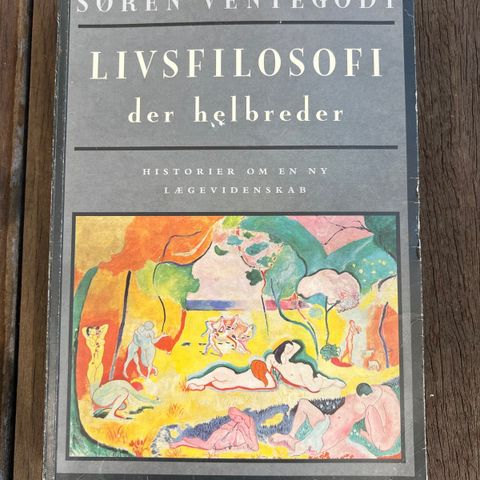 SØREN VENTEGODT
LIVSFILOSOFI
der helbreder
HISTORIER OM EN NY
LÆGEVIDENSKAB